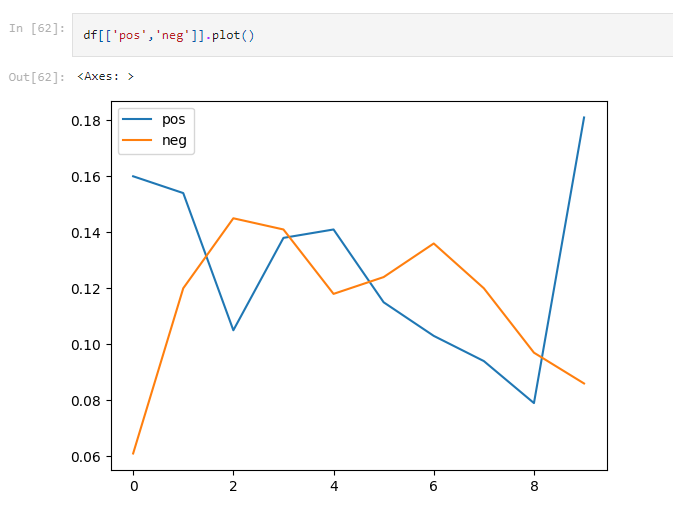 In [62]: df[['pos','neg']].plot()
Out[62]: <Axes: >
pos
neg
0.18
0.16
0.14
0.12
0.10
0.08
0.06
0 2 4 6 8